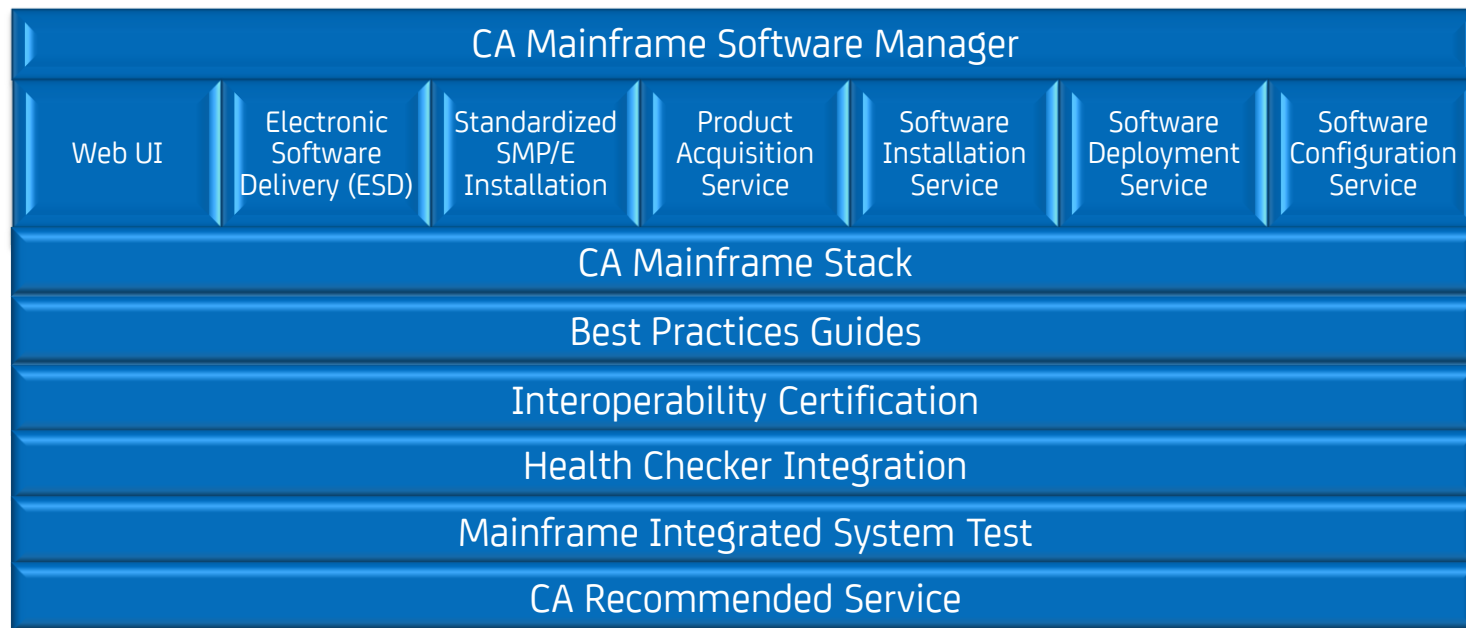 CA Mainframe Software Manager
Web UI
Electronic
Software
Delivery (ESD)
Standardized
SMP/E
Installation
Product
Acquisition
Service
Software
Installation
Service
Software
Deployment
Service
Software
Configuration
Service
CA Mainframe Stack
Best Practices Guides
Interoperability Certification
Health Checker Integration
Mainframe Integrated System Test
CA Recommended Service